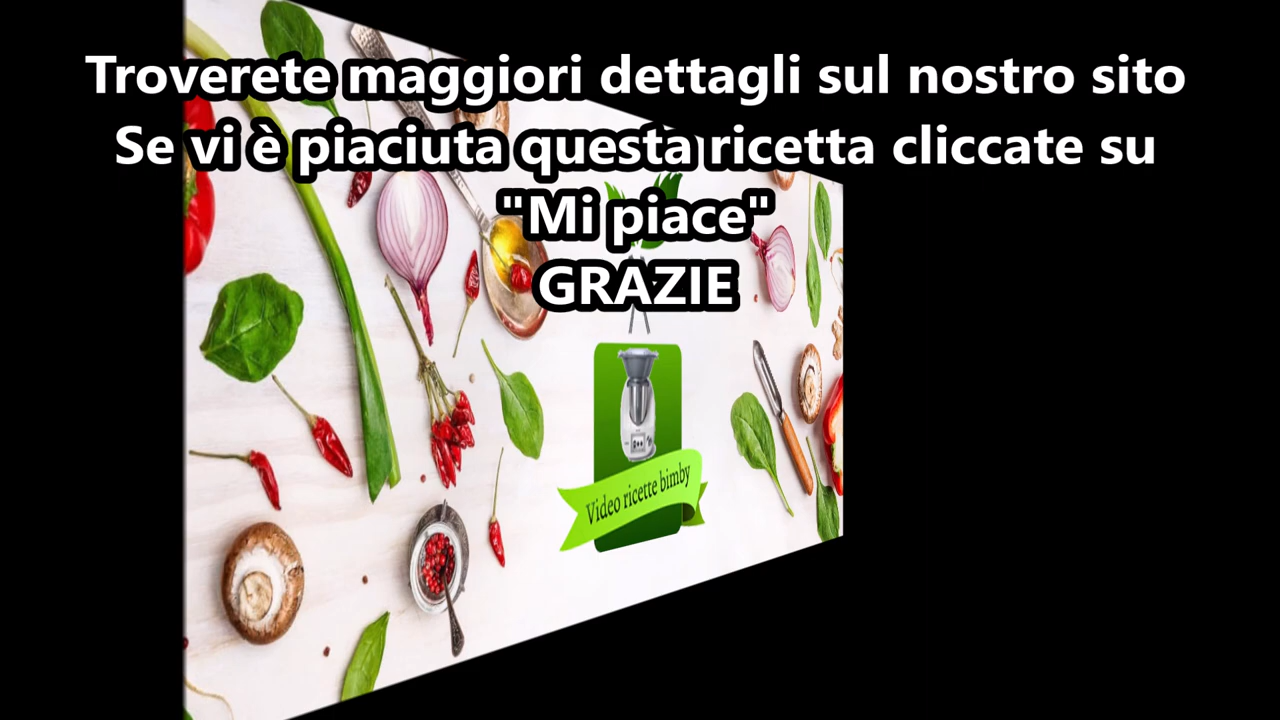 Troverete maggiori dettagli sul nostro sito
Se vi è piaciuta questa ricetta cliccate su
"Mi piace"
GRAZIE
Video ricette bimby